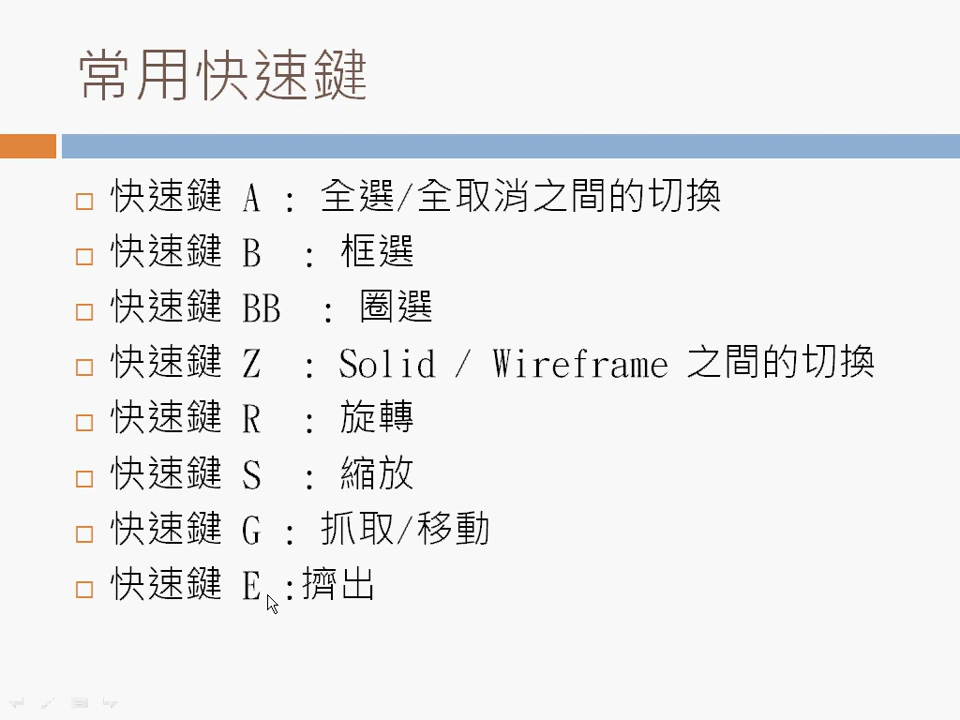 常用快速鍵
快速鍵 A : 全選/全取消之間的切換
快速鍵 B : 框選
快速鍵 BB : 圈選
快速鍵 Z : Solid / Wireframe 之間的切換
快速鍵 R : 旋轉
快速鍵 S : 縮放
快速鍵 G : 抓取/移動
快速鍵 E :擠出